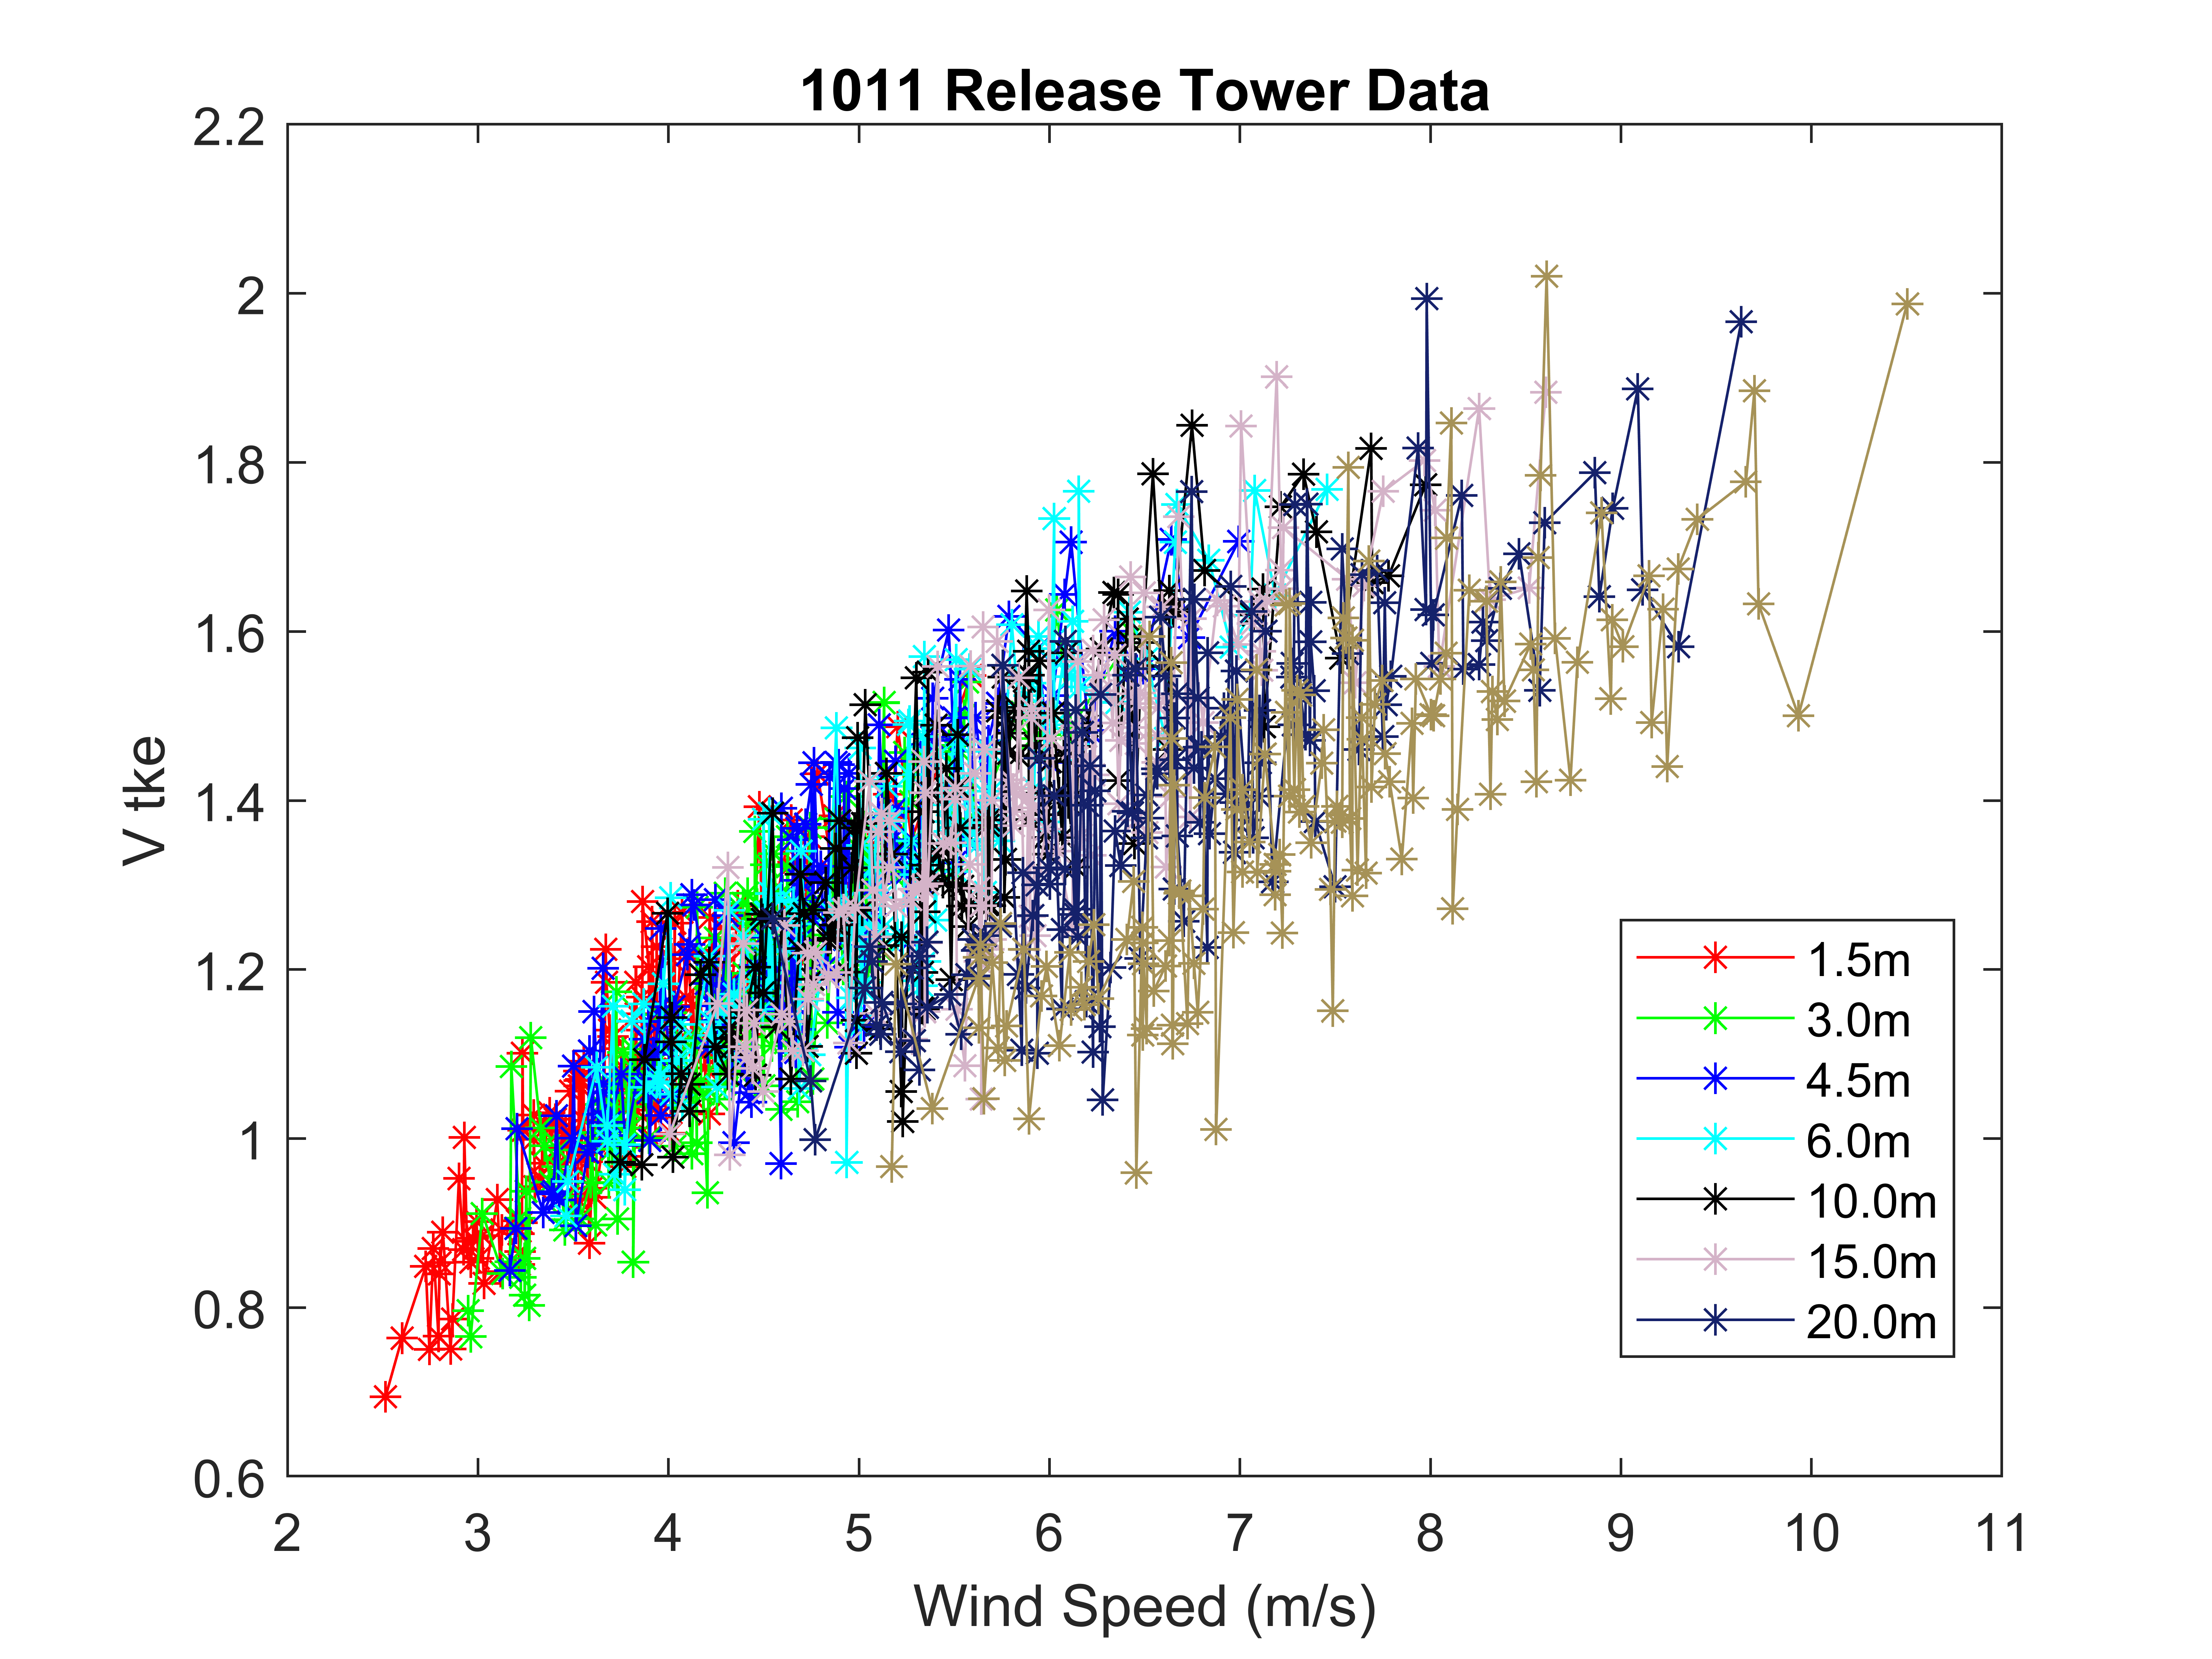 1011 Release Tower Data
2.2
2
1.8
1.6
1.4
1.2
1
0.8
0.6
V tke
1.5m
3.0m
4.5m
6.0m
10.0m
15.0m
20.0m
2 3 4 5 6 7 8 9 10 11
Wind Speed (m/s)